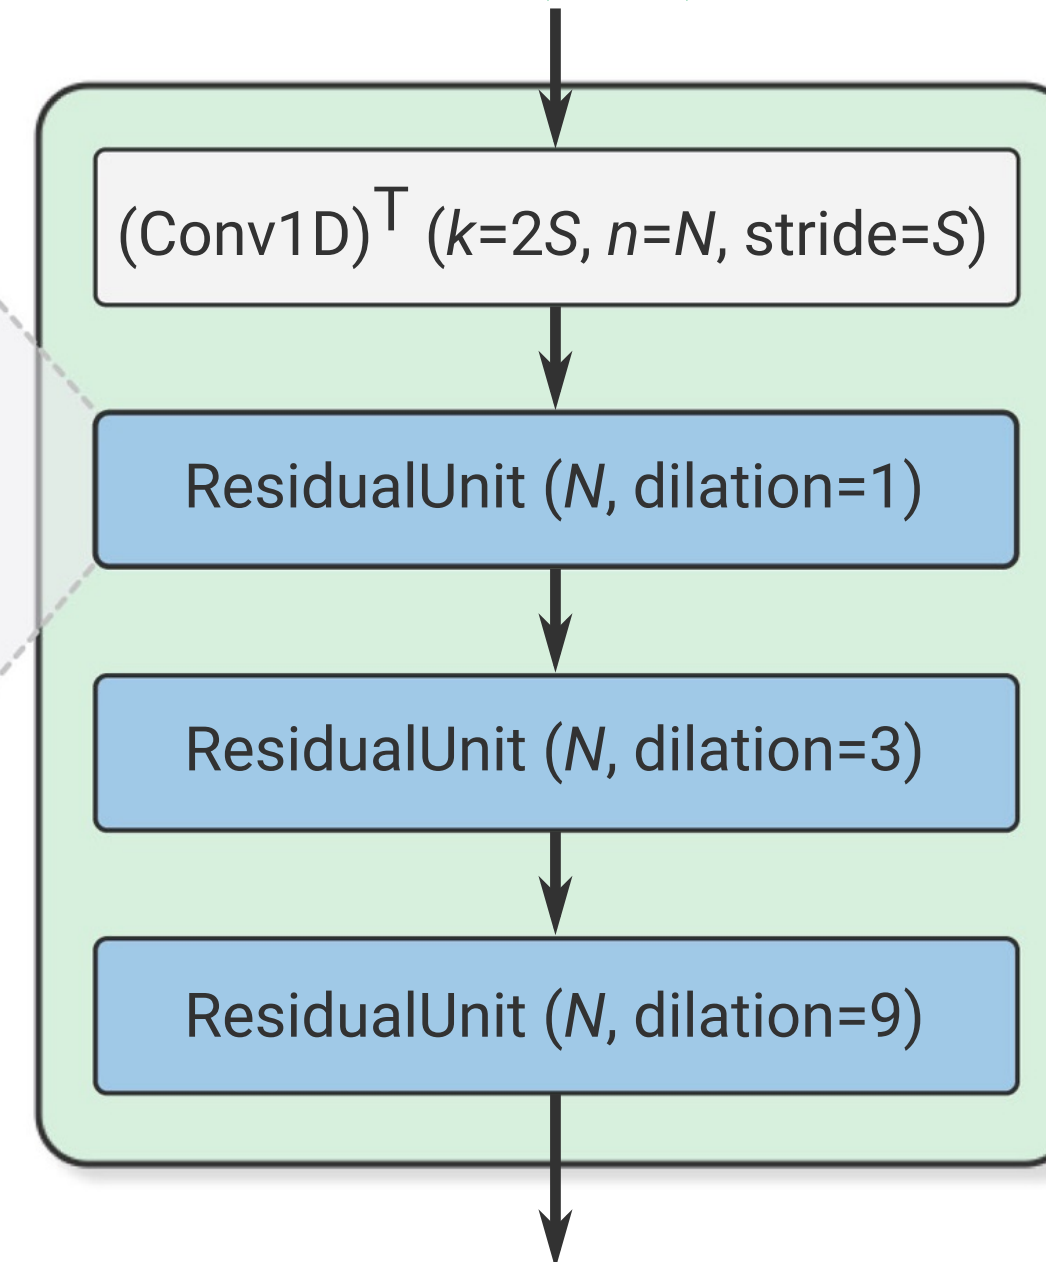 (Conv1D)ᵀ (k=2S, n=N, stride=S)
ResidualUnit (N, dilation=1)
ResidualUnit (N, dilation=3)
ResidualUnit (N, dilation=9)